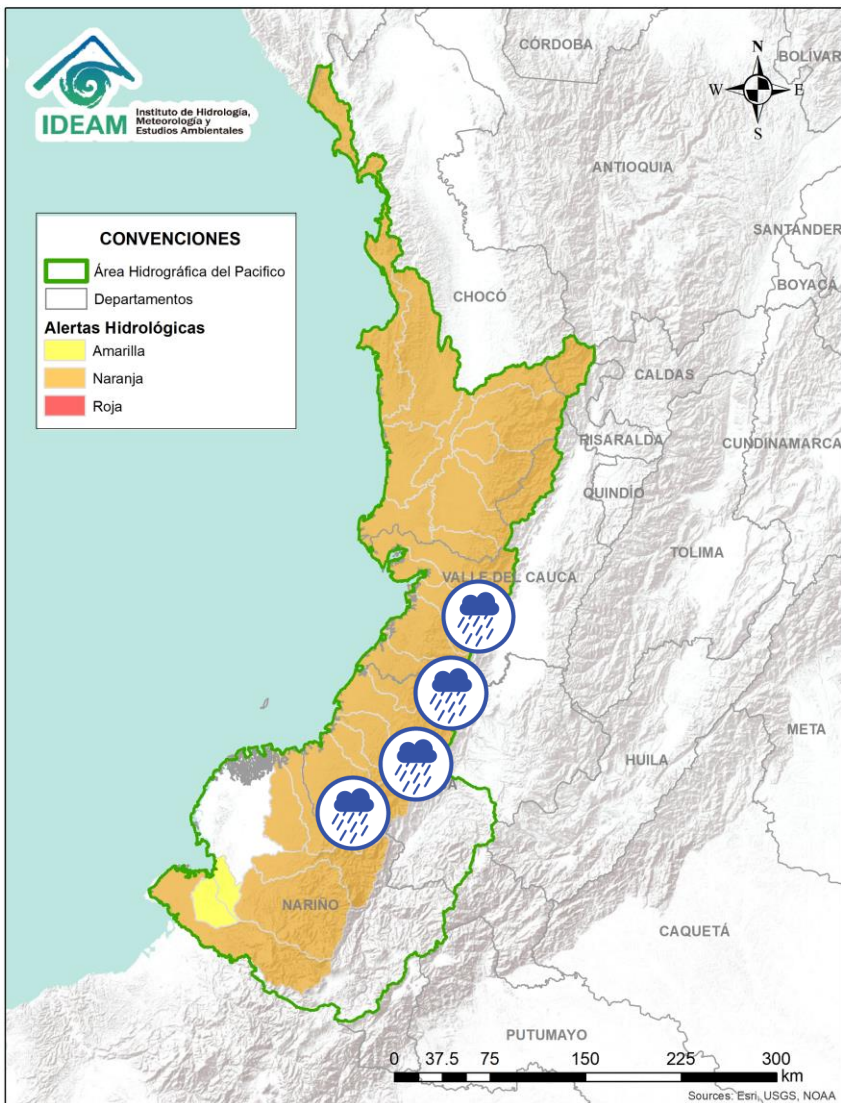 IDEAM
Instituto de Hidrología,
Meteorología y
Estudios Ambientales
CÓRDOBA
BOLÍVAR
N
W
E
S
ANTIOQUIA
SANTANDER
BOYACÁ
CONVENCIONES
Área Hidrográfica del Pacifico
Departamentos
Alertas Hidrológicas
Amarilla
Naranja
Roja
CHOCÓ
CALDAS
RISARALDA
CUNDINAMARCA
QUINDÍO
TOLIMA
VALLE DEL CAUCA
META
HUILA
NARIÑO
CAQUETÁ
PUTUMAYO
0 37.5 75 150 225 300
km
Sources: Esri, USGS, NOAA